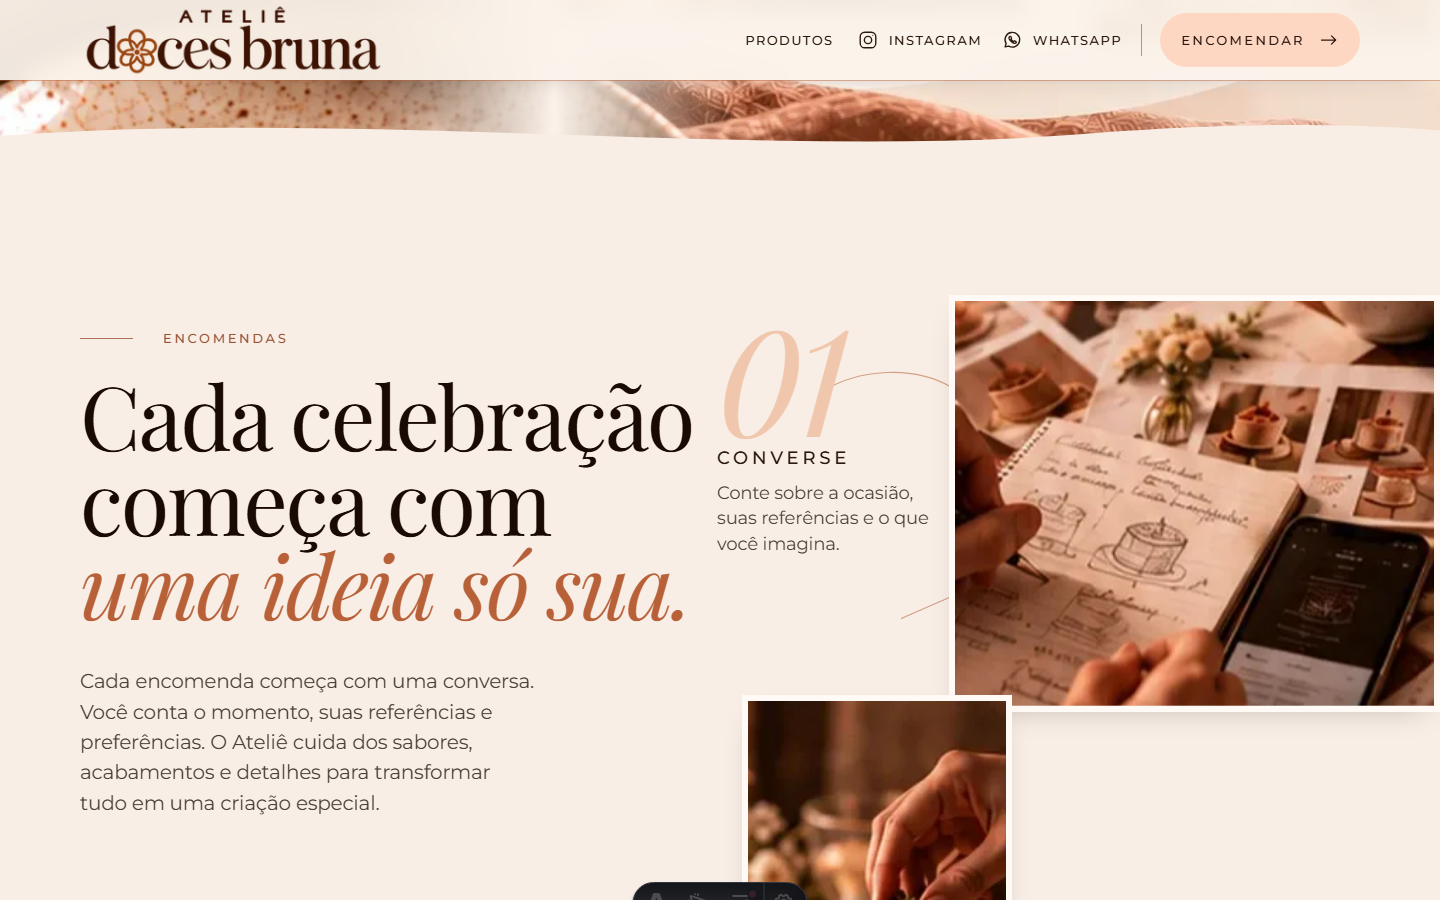 ATELIÊ
doces bruna
PRODUTOS
INSTAGRAM
WHATSAPP
ENCOMENDAR
ENCOMENDAS
Cada celebração
começa com
uma ideia só sua.
Cada encomenda começa com uma conversa.
Você conta o momento, suas referências e
preferências. O Ateliê cuida dos sabores,
acabamentos e detalhes para transformar
tudo em uma criação especial.
01
CONVERSE
Conte sobre a ocasião,
suas referências e o que
você imagina.